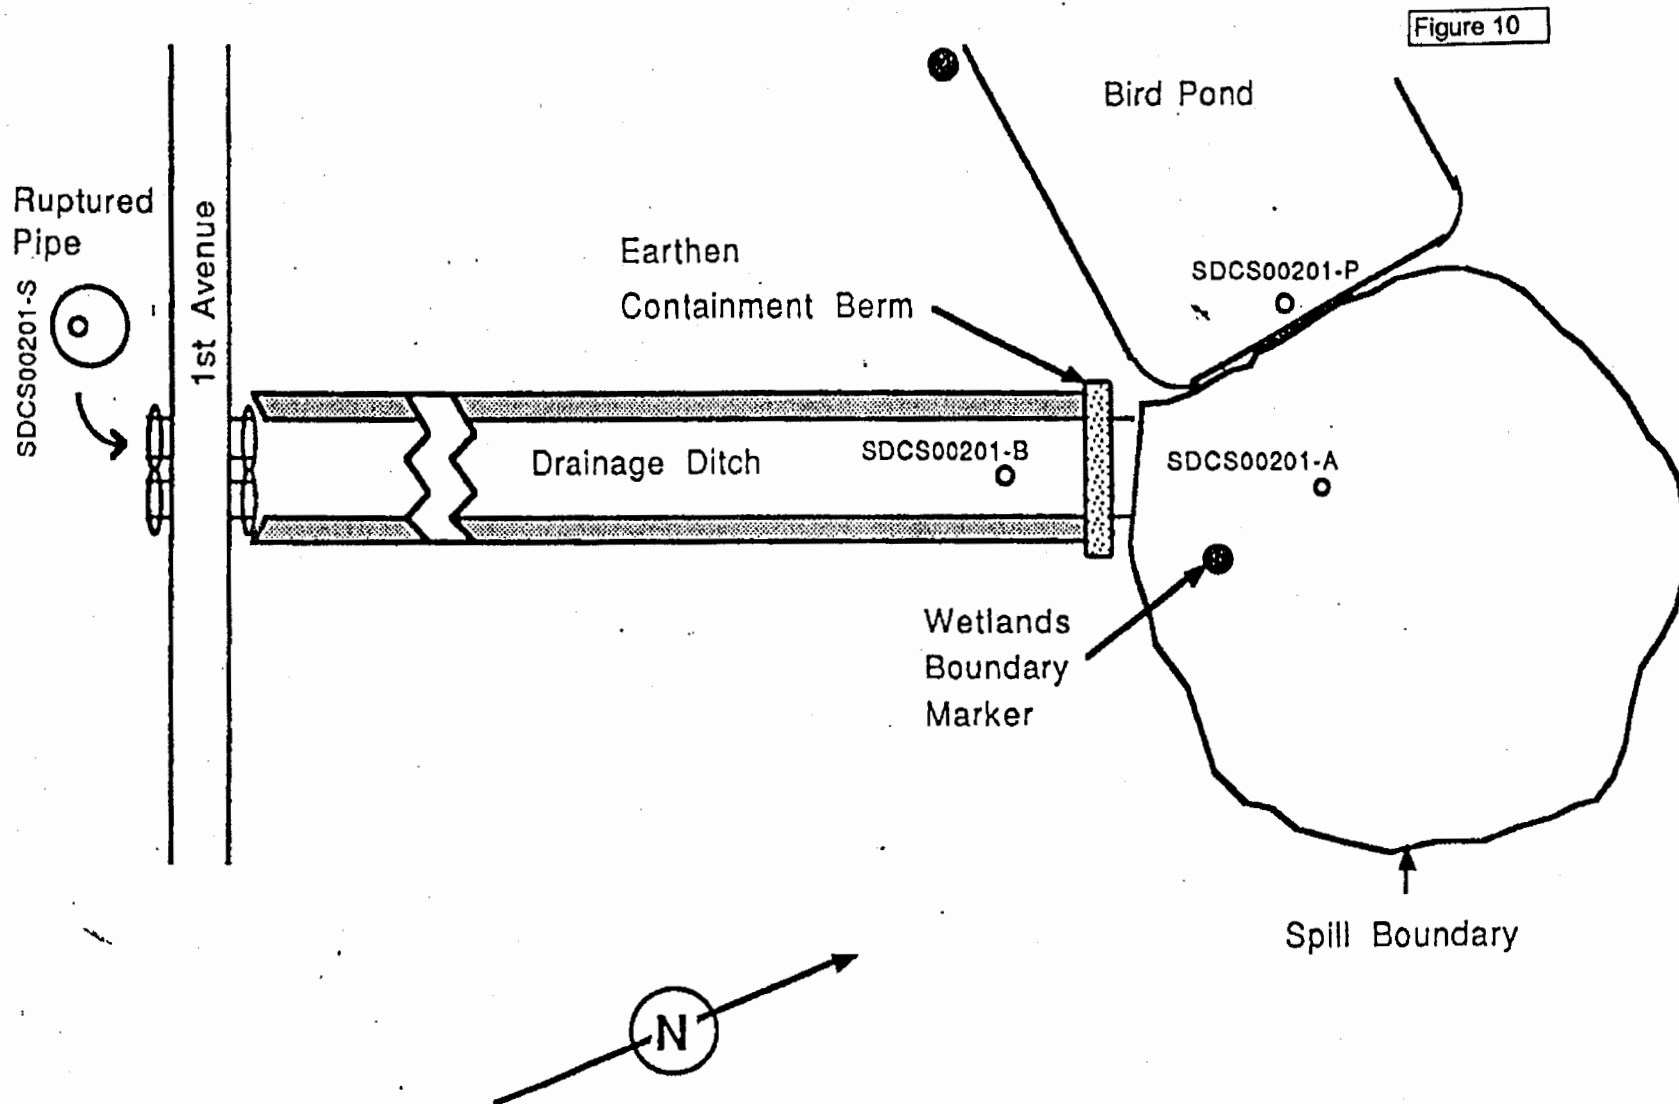 Figure 10
Bird Pond
Ruptured
Pipe
SDCS00201-S
1st Avenue
Earthen
Containment Berm
SDCS00201-P
Drainage Ditch
SDCS00201-B
SDCS00201-A
Wetlands
Boundary
Marker
Spill Boundary
N